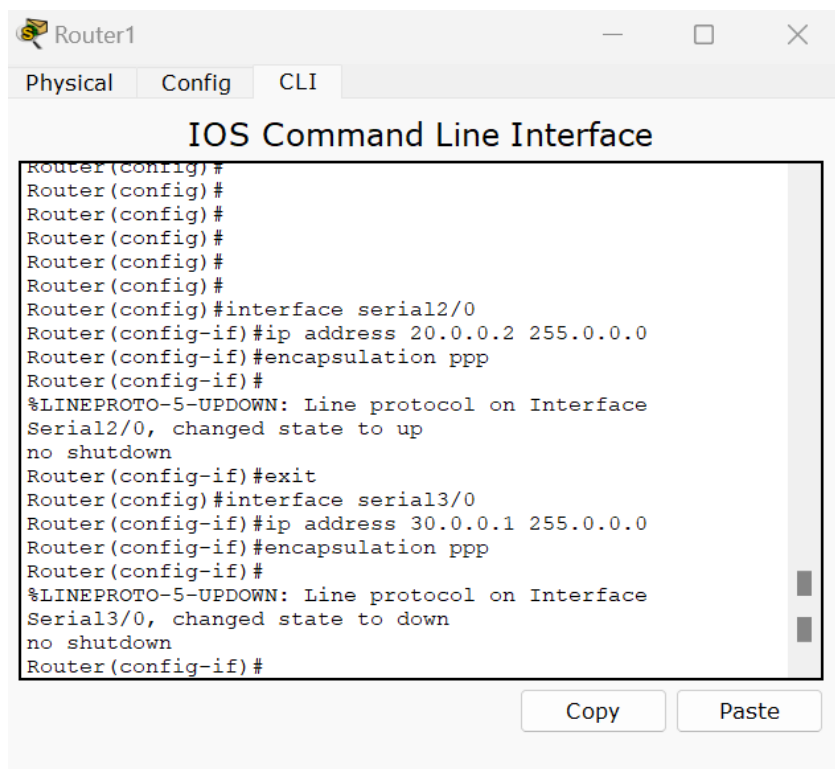 Router1
Physical Config CLI
IOS Command Line Interface
Router(config)#
Router(config)#
Router(config)#
Router(config)#
Router(config)#
Router(config)#
Router(config)#interface serial2/0
Router(config-if)#ip address 20.0.0.2 255.0.0.0
Router(config-if)#encapsulation ppp
Router(config-if)#
%LINEPROTO-5-UPDOWN: Line protocol on Interface
Serial2/0, changed state to up
no shutdown
Router(config-if)#exit
Router(config)#interface serial3/0
Router(config-if)#ip address 30.0.0.1 255.0.0.0
Router(config-if)#encapsulation ppp
Router(config-if)#
%LINEPROTO-5-UPDOWN: Line protocol on Interface
Serial3/0, changed state to down
no shutdown
Router(config-if)#
Copy Paste